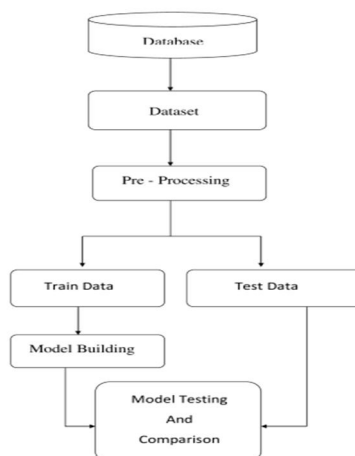 Database
Dataset
Pre - Processing
Train Data
Test Data
Model Building
Model Testing
And
Comparison